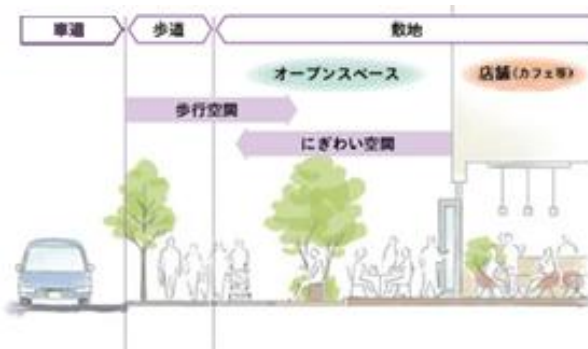 車道
歩道
敷地
オープンスペース
店舗(カフェ等)
歩行空間
にぎわい空間